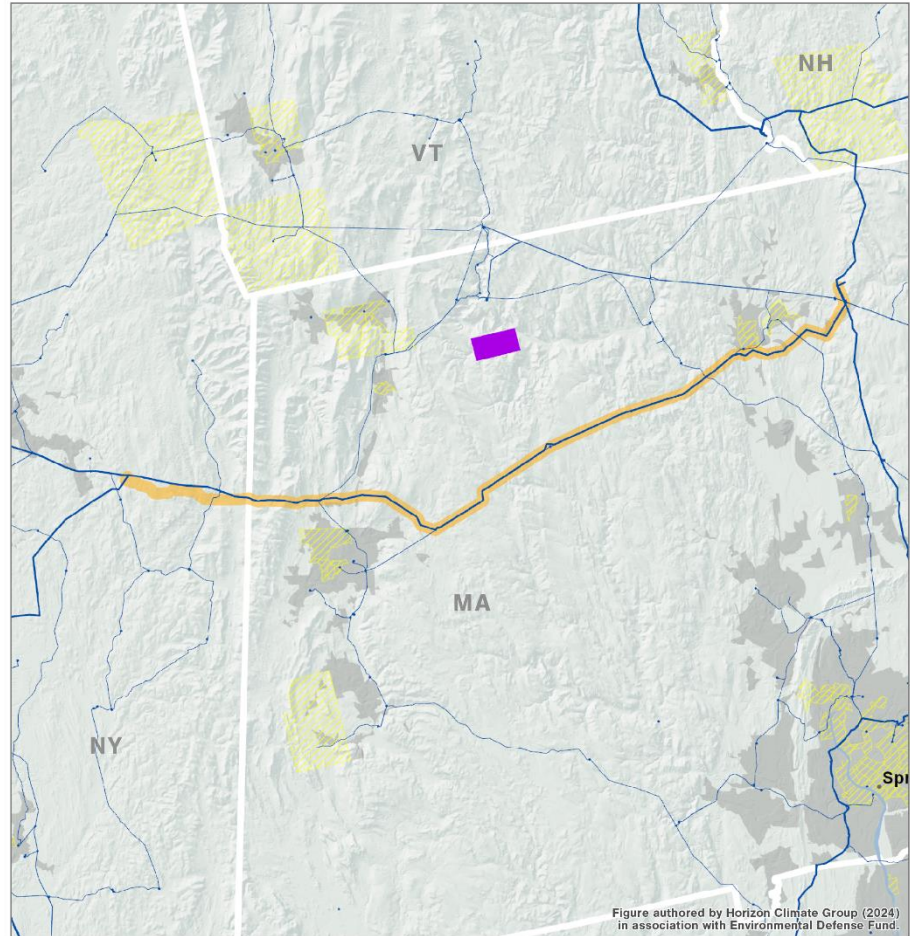 NH
VT
MA
NY
Spr
Figure authored by Horizon Climate Group (2024)
in association with Environmental Defense Fund.